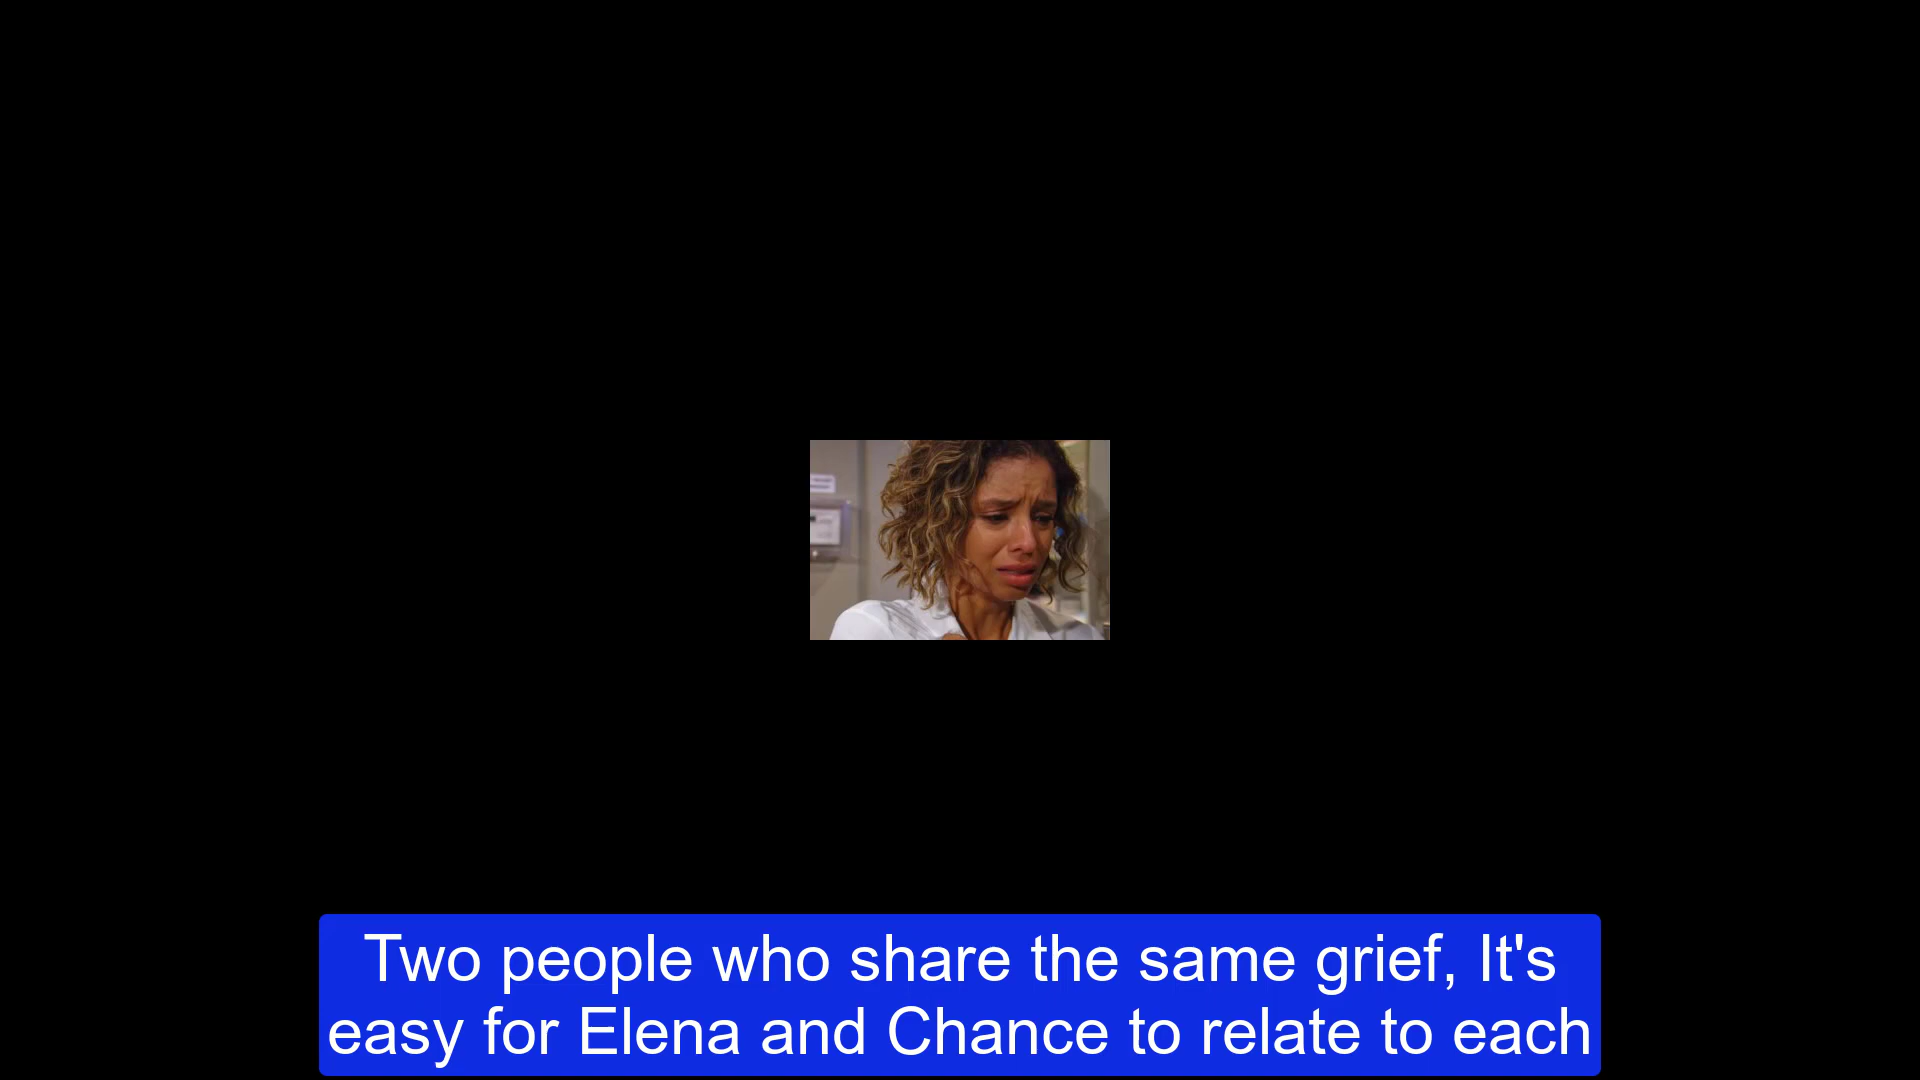 Two people who share the same grief, It's
easy for Elena and Chance to relate to each